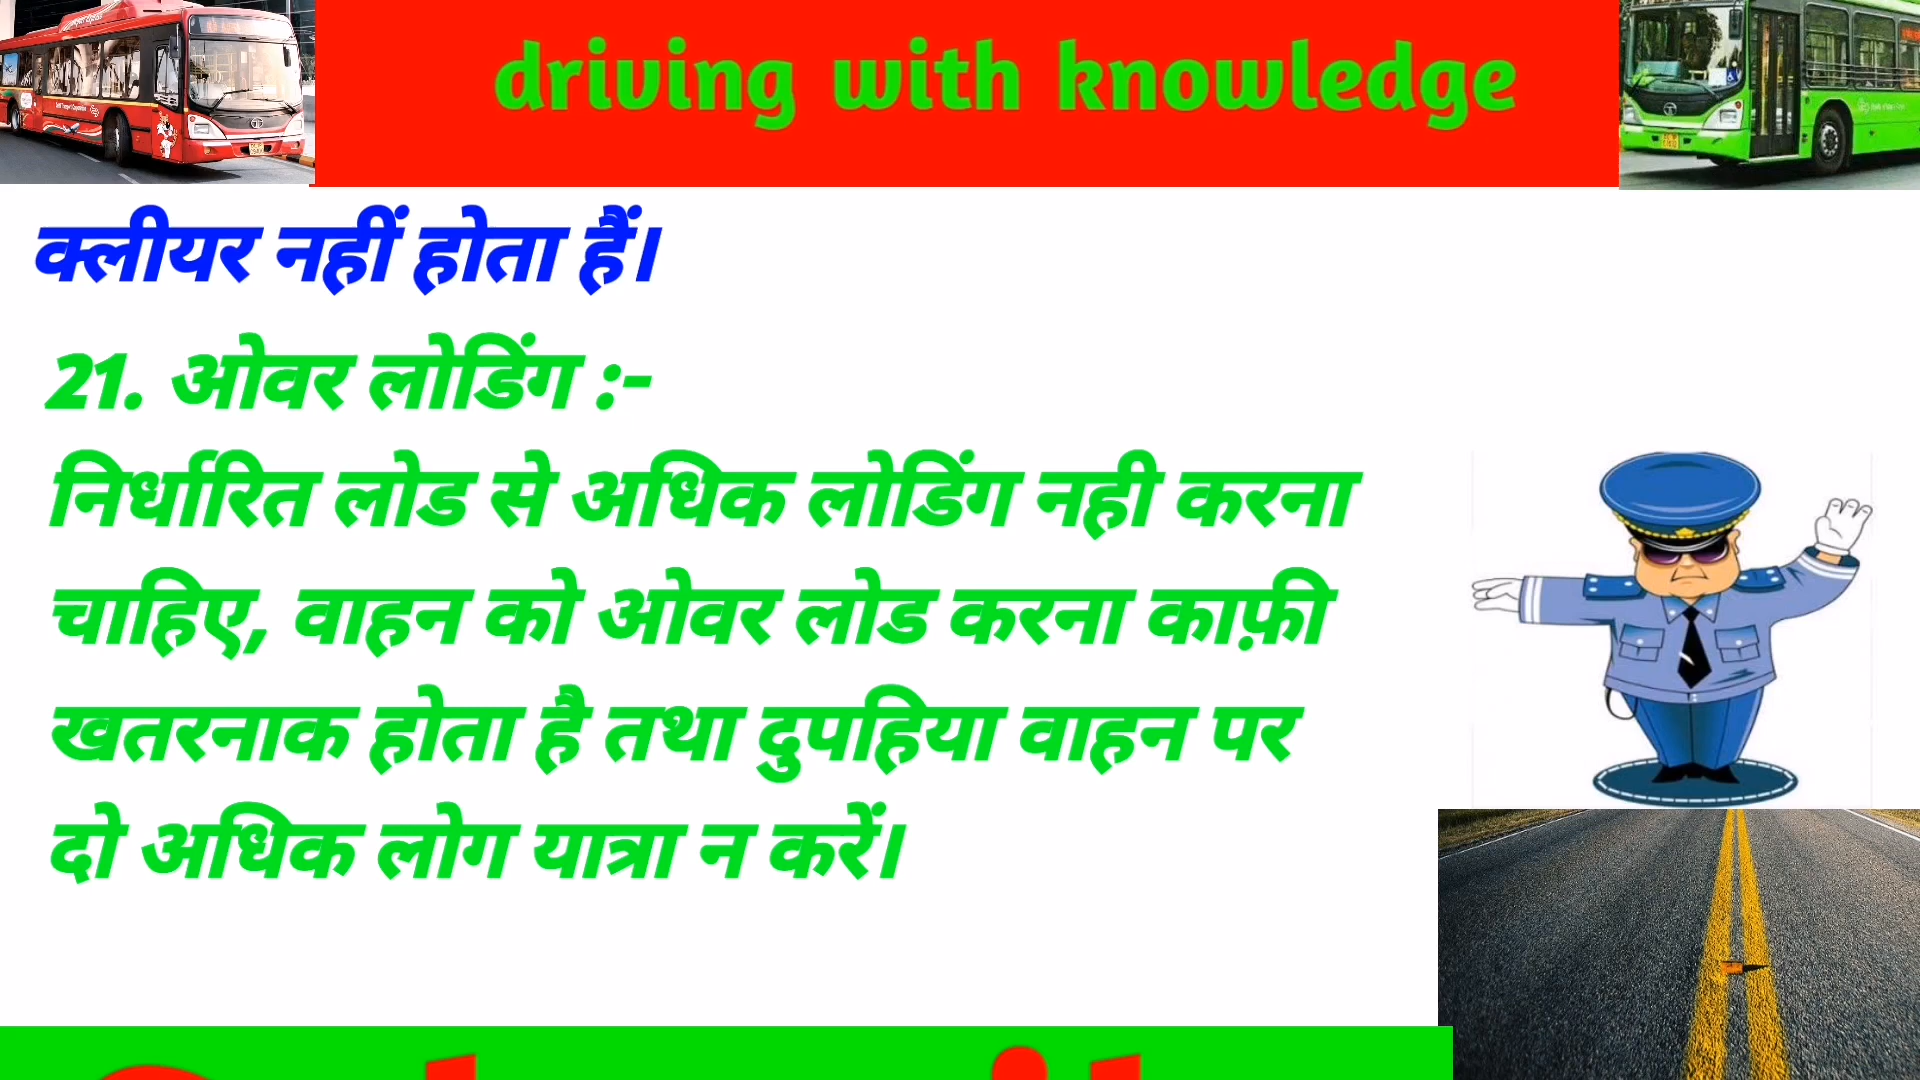 driving with knowledge
क्लीयर नहीं होता हैं।
21. ओवर लोडिंग :-
निर्धारित लोड से अधिक लोडिंग नही करना
चाहिए, वाहन को ओवर लोड करना काफ़ी
खतरनाक होता है तथा दुपहिया वाहन पर
दो अधिक लोग यात्रा न करें।